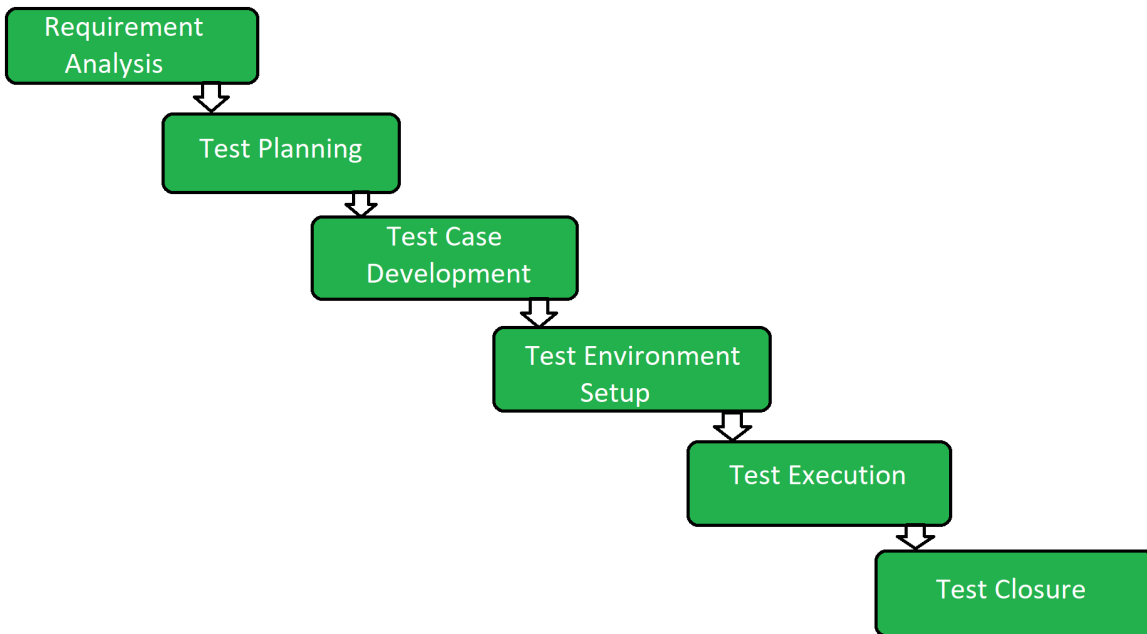 Requirement
Analysis
Test Planning
Test Case
Development
Test Environment
Setup
Test Execution
Test Closure